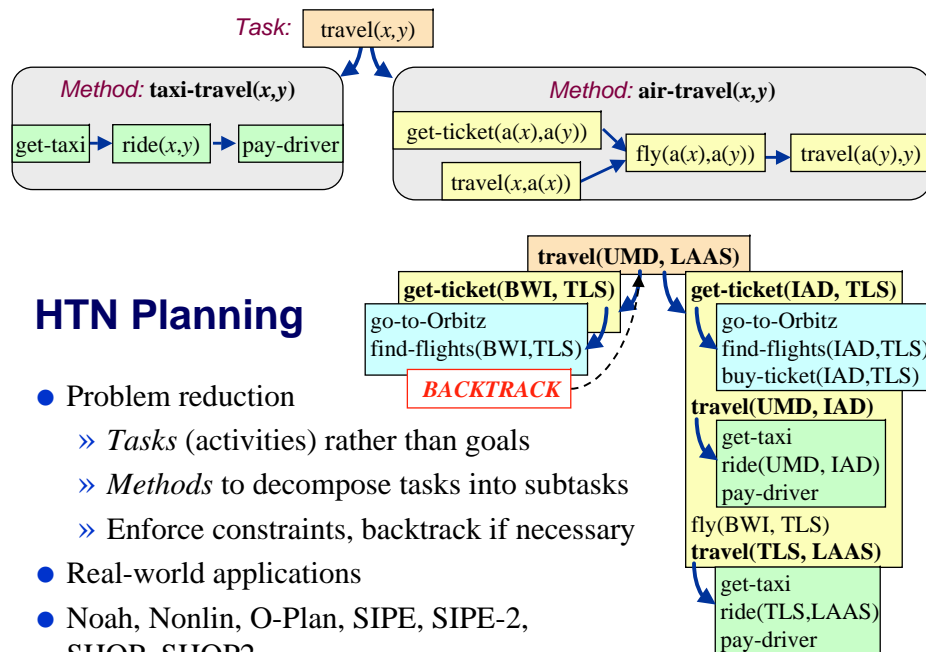 Task: travel(x,y)
Method: taxi-travel(x,y)
get-taxi
ride(x,y)
pay-driver
Method: air-travel(x,y)
get-ticket(a(x),a(y))
travel(x,a(x))
fly(a(x),a(y))
travel(a(y),y)
HTN Planning
● Problem reduction
» Tasks (activities) rather than goals
» Methods to decompose tasks into subtasks
» Enforce constraints, backtrack if necessary
● Real-world applications
● Noah, Nonlin, O-Plan, SIPE, SIPE-2,
SHOP, SHOP2
travel(UMD, LAAS)
get-ticket(BWI, TLS)
go-to-Orbitz
find-flights(BWI,TLS)
BACKTRACK
get-ticket(IAD, TLS)
go-to-Orbitz
find-flights(IAD,TLS)
buy-ticket(IAD,TLS)
travel(UMD, IAD)
get-taxi
ride(UMD, IAD)
pay-driver
fly(BWI, TLS)
travel(TLS, LAAS)
get-taxi
ride(TLS,LAAS)
pay-driver